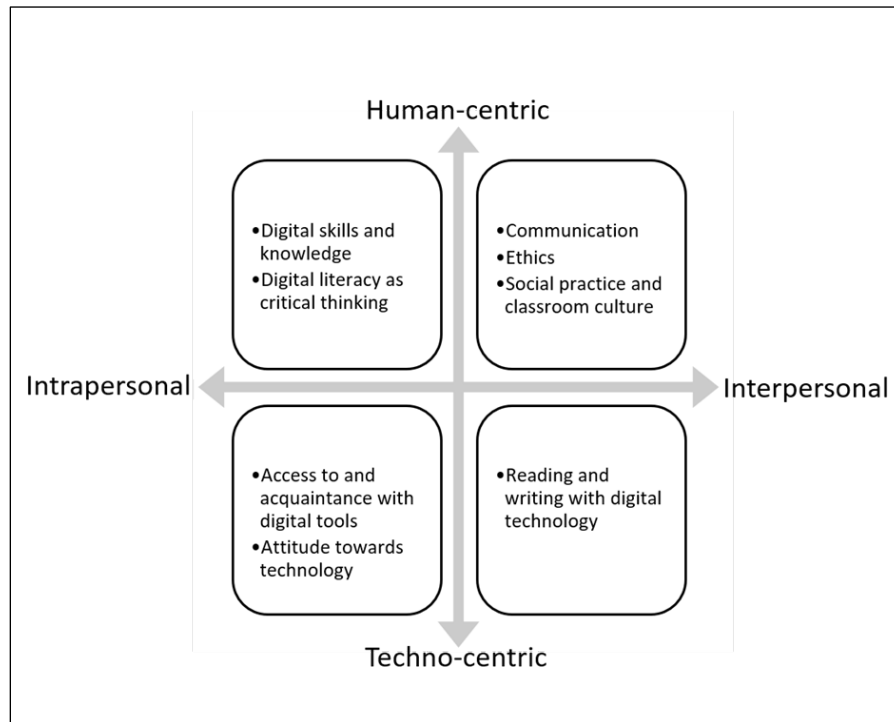 Human-centric
•Digital skills and
knowledge
•Digital literacy as
critical thinking
•Communication
•Ethics
•Social practice and
classroom culture
Intrapersonal
Interpersonal
•Access to and
acquaintance with
digital tools
•Attitude towards
technology
•Reading and
writing with digital
technology
Techno-centric